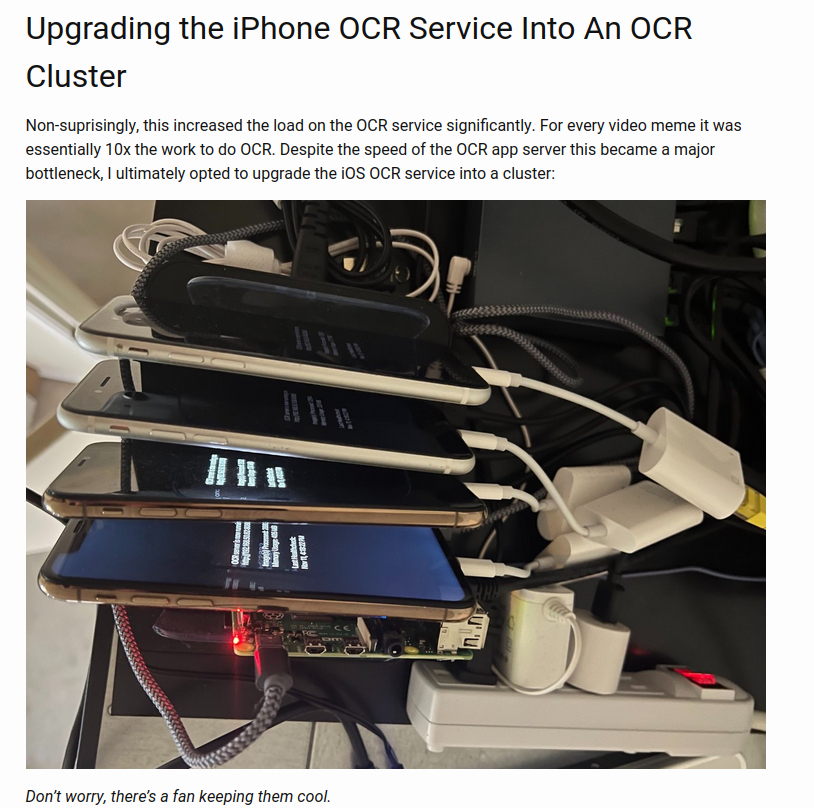 Upgrading the iPhone OCR Service Into An OCR
Cluster
Non-suprisingly, this increased the load on the OCR service significantly. For every video meme it was
essentially 10x the work to do OCR. Despite the speed of the OCR app server this became a major
bottleneck, I ultimately opted to upgrade the iOS OCR service into a cluster:
Don't worry, there's a fan keeping them cool.